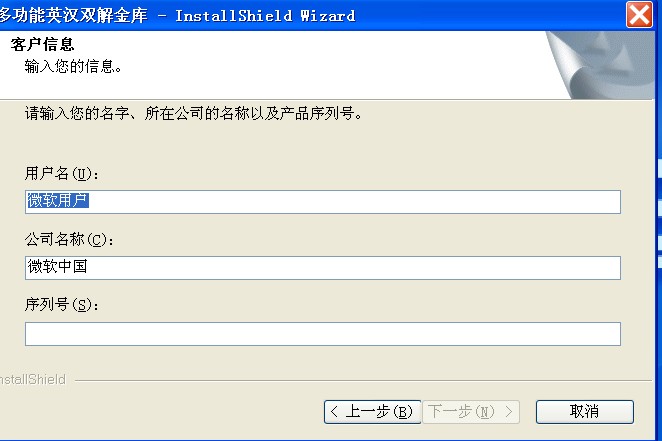 多功能英汉双解金库 - InstallShield Wizard
客户信息
输入您的信息。
请输入您的名字、所在公司的名称以及产品序列号。
用户名(U):
微软用户
公司名称(C):
微软中国
序列号(S):
nstallShield
< 上一步(B)
下一步(N) >
取消